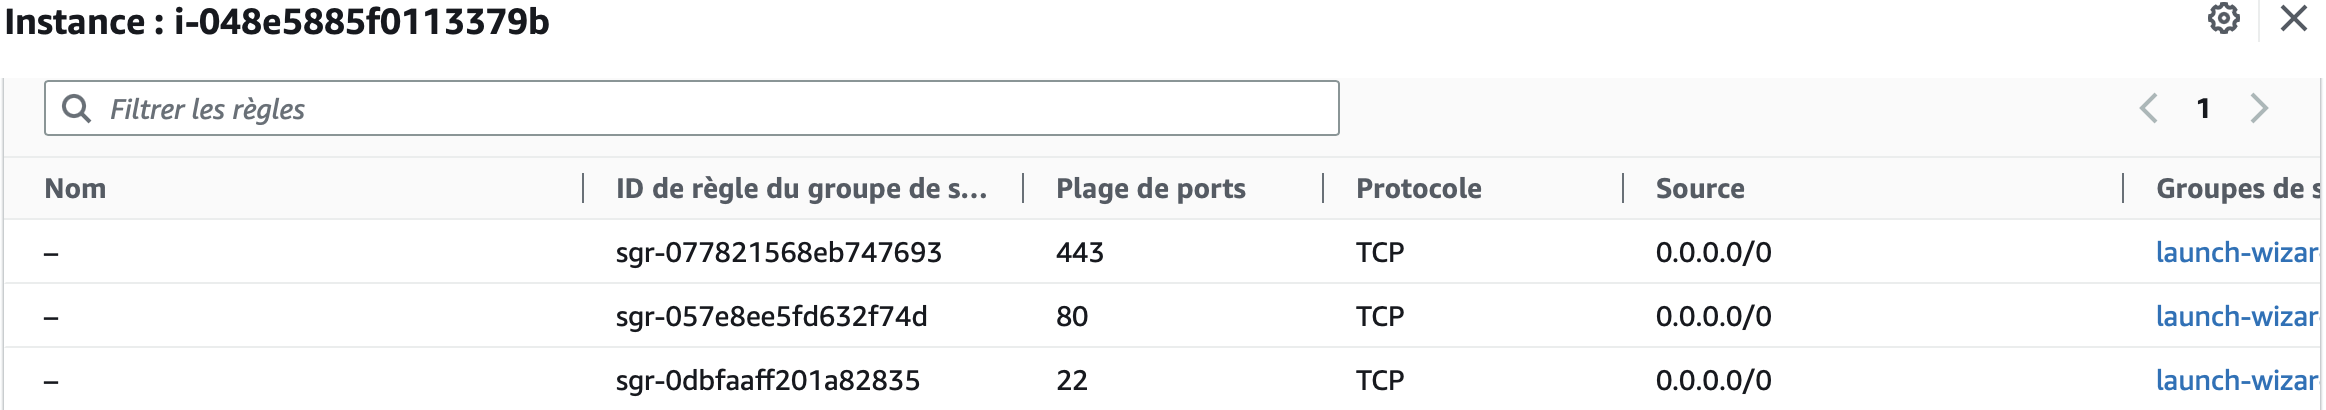 Instance : i-048e5885f0113379b
Filtrer les règles
1
Nom ID de règle du groupe de s... Plage de ports Protocole Source Groupes de s
– sgr-077821568eb747693 443 TCP 0.0.0.0/0 launch-wizar
– sgr-057e8ee5fd632f74d 80 TCP 0.0.0.0/0 launch-wizar
– sgr-0dbfaaff201a82835 22 TCP 0.0.0.0/0 launch-wizar